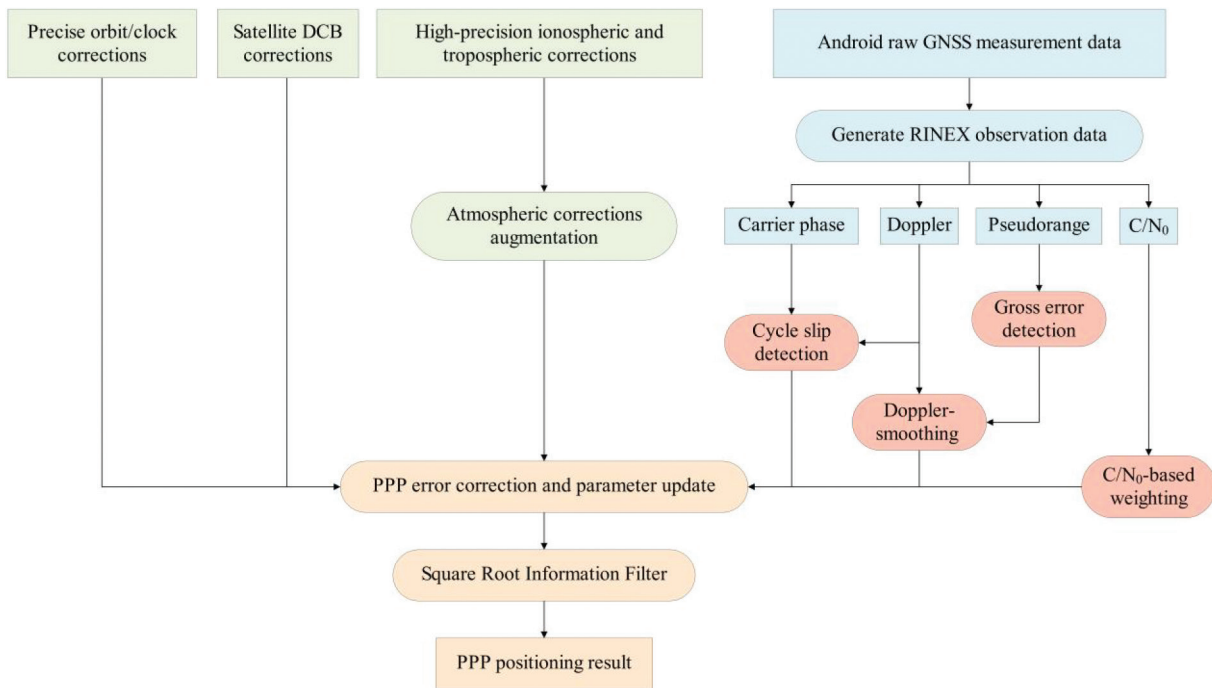 Precise orbit/clock
corrections
Satellite DCB
corrections
High-precision ionospheric and
tropospheric corrections
Android raw GNSS measurement data
Generate RINEX observation data
Atmospheric corrections
augmentation
Carrier phase
Doppler
Pseudorange
C/N₀
Cycle slip
detection
Gross error
detection
Doppler-
smoothing
C/N₀-based
weighting
PPP error correction and parameter update
Square Root Information Filter
PPP positioning result